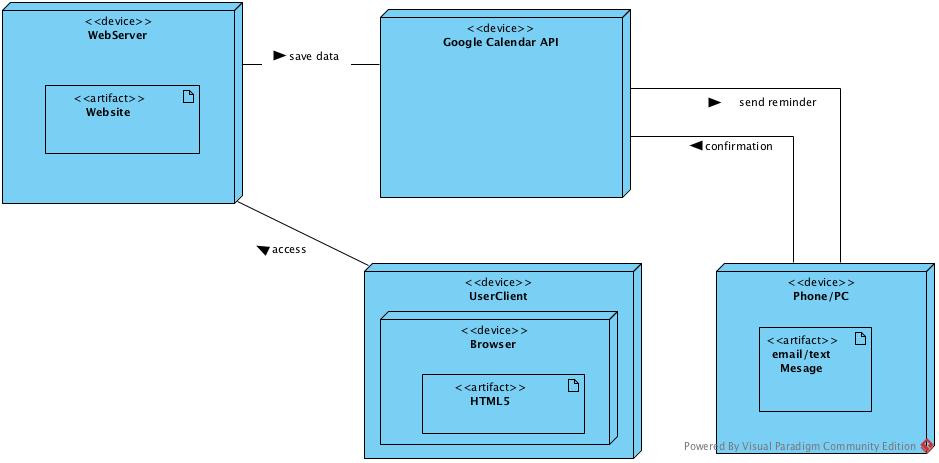 <<device>>
WebServer
<<artifact>>
Website
save data
<<device>>
Google Calendar API
send reminder
confirmation
access
<<device>>
UserClient
<<device>>
Browser
<<artifact>>
HTML5
<<device>>
Phone/PC
<<artifact>>
email/text
Mesage
Powered By Visual Paradigm Community Edition